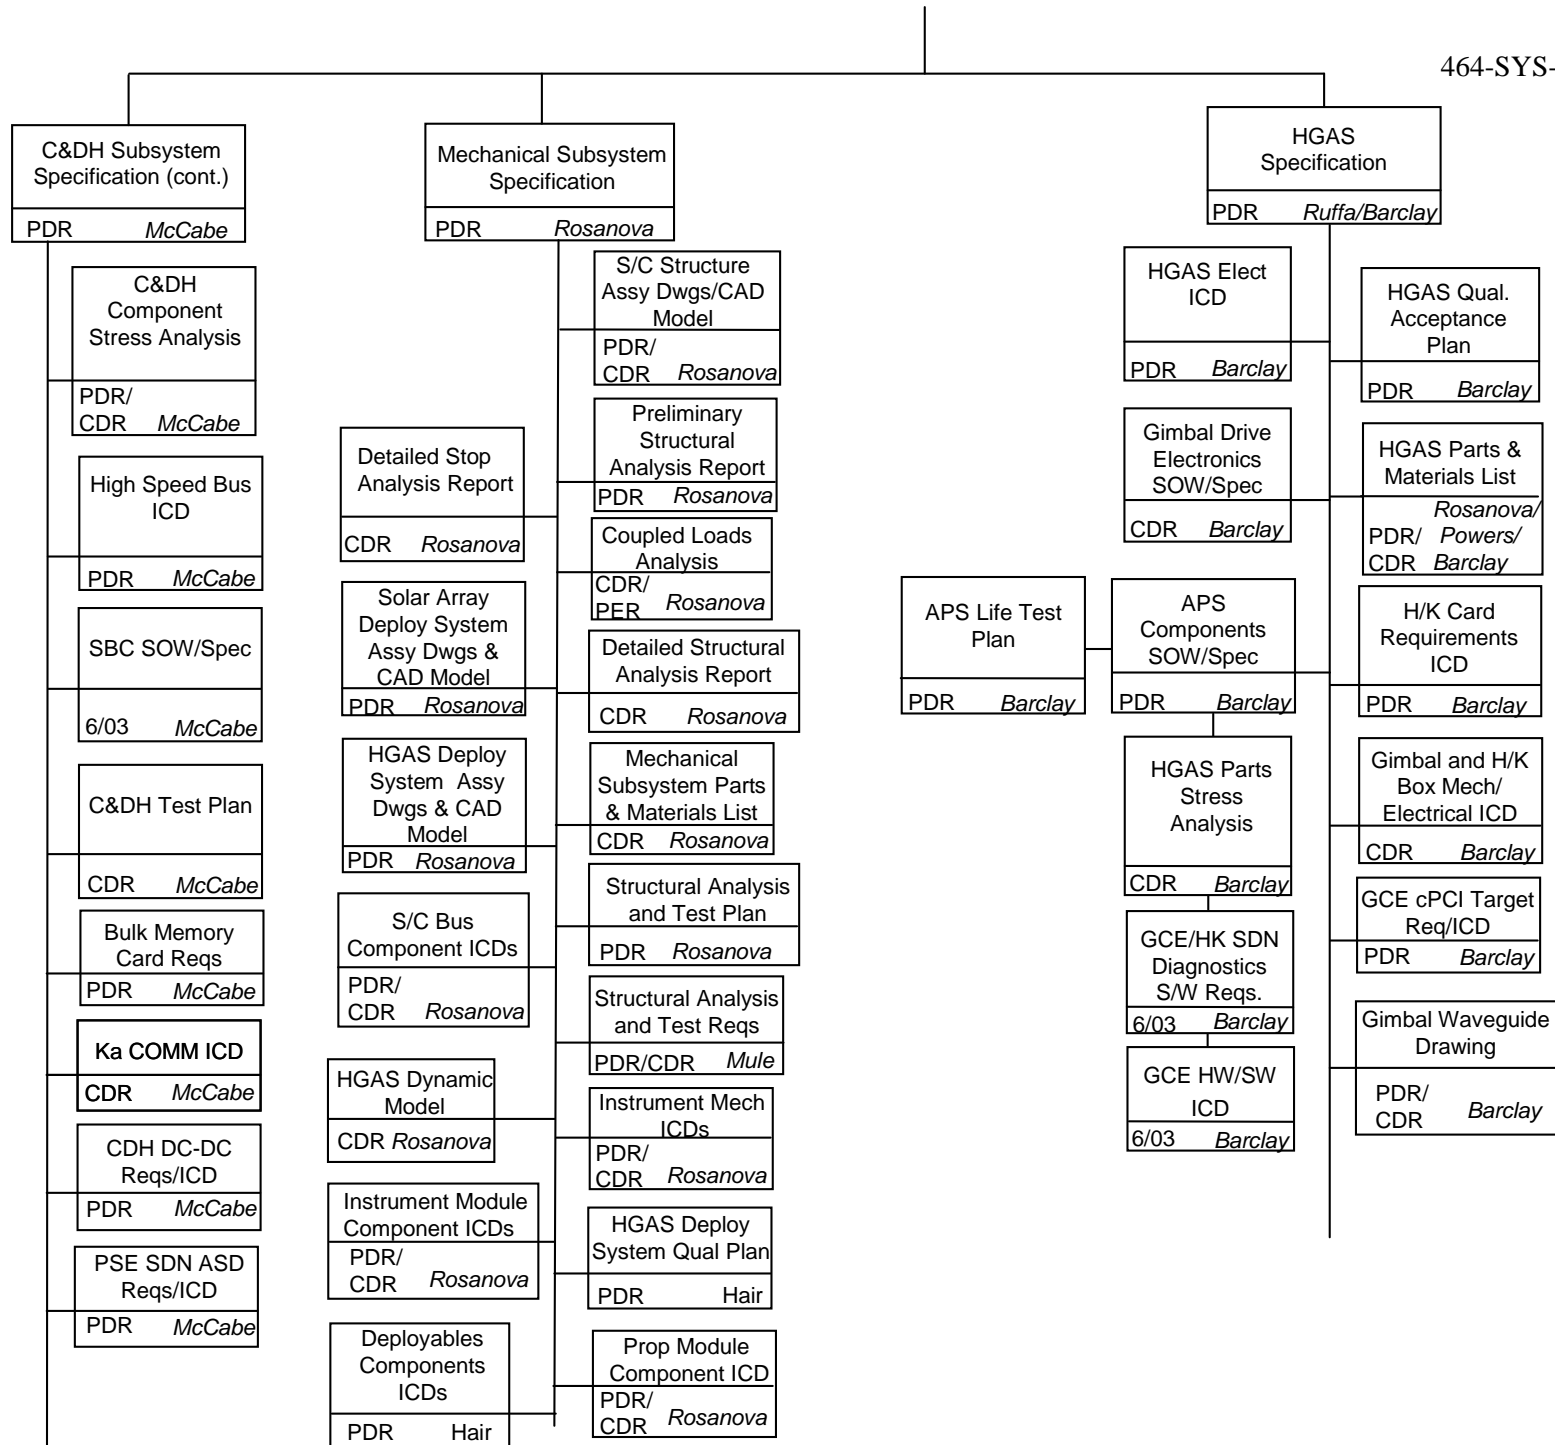 464-SYS-
C&DH Subsystem
Specification (cont.)
PDR McCabe
C&DH
Component
Stress Analysis
PDR/
CDR McCabe
High Speed Bus
ICD
PDR McCabe
SBC SOW/Spec
6/03 McCabe
C&DH Test Plan
CDR McCabe
Bulk Memory
Card Reqs
PDR McCabe
Ka COMM ICD
CDR McCabe
CDH DC-DC
Reqs/ICD
PDR McCabe
PSE SDN ASD
Reqs/ICD
PDR McCabe
Mechanical Subsystem
Specification
PDR Rosanova
Detailed Stop
Analysis Report
CDR Rosanova
Solar Array
Deploy System
Assy Dwgs &
CAD Model
PDR Rosanova
HGAS Deploy
System Assy
Dwgs & CAD
Model
PDR Rosanova
S/C Bus
Component ICDs
PDR/
CDR Rosanova
HGAS Dynamic
Model
CDR Rosanova
Instrument Module
Component ICDs
PDR/
CDR Rosanova
Deployables
Components
ICDs
PDR Hair
S/C Structure
Assy Dwgs/CAD
Model
PDR/
CDR Rosanova
Preliminary
Structural
Analysis Report
PDR Rosanova
Coupled Loads
Analysis
CDR/
PER Rosanova
Detailed Structural
Analysis Report
CDR Rosanova
Mechanical
Subsystem Parts
& Materials List
CDR Rosanova
Structural Analysis
and Test Plan
PDR Rosanova
Structural Analysis
and Test Reqs
PDR/CDR Mule
Instrument Mech
ICDs
PDR/
CDR Rosanova
HGAS Deploy
System Qual Plan
PDR Hair
Prop Module
Component ICD
PDR/
CDR Rosanova
HGAS
Specification
PDR Ruffa/Barclay
HGAS Elect
ICD
PDR Barclay
Gimbal Drive
Electronics
SOW/Spec
CDR Barclay
APS Life Test
Plan
PDR Barclay
APS
Components
SOW/Spec
PDR Barclay
HGAS Parts
Stress
Analysis
CDR Barclay
GCE/HK SDN
Diagnostics
S/W Reqs.
6/03 Barclay
GCE HW/SW
ICD
6/03 Barclay
HGAS Qual.
Acceptance
Plan
PDR Barclay
HGAS Parts &
Materials List
Rosanova/
PDR/ Powers/
CDR Barclay
H/K Card
Requirements
ICD
PDR Barclay
Gimbal and H/K
Box Mech/
Electrical ICD
CDR Barclay
GCE cPCI Target
Req/ICD
PDR Barclay
Gimbal Waveguide
Drawing
PDR/
CDR Barclay